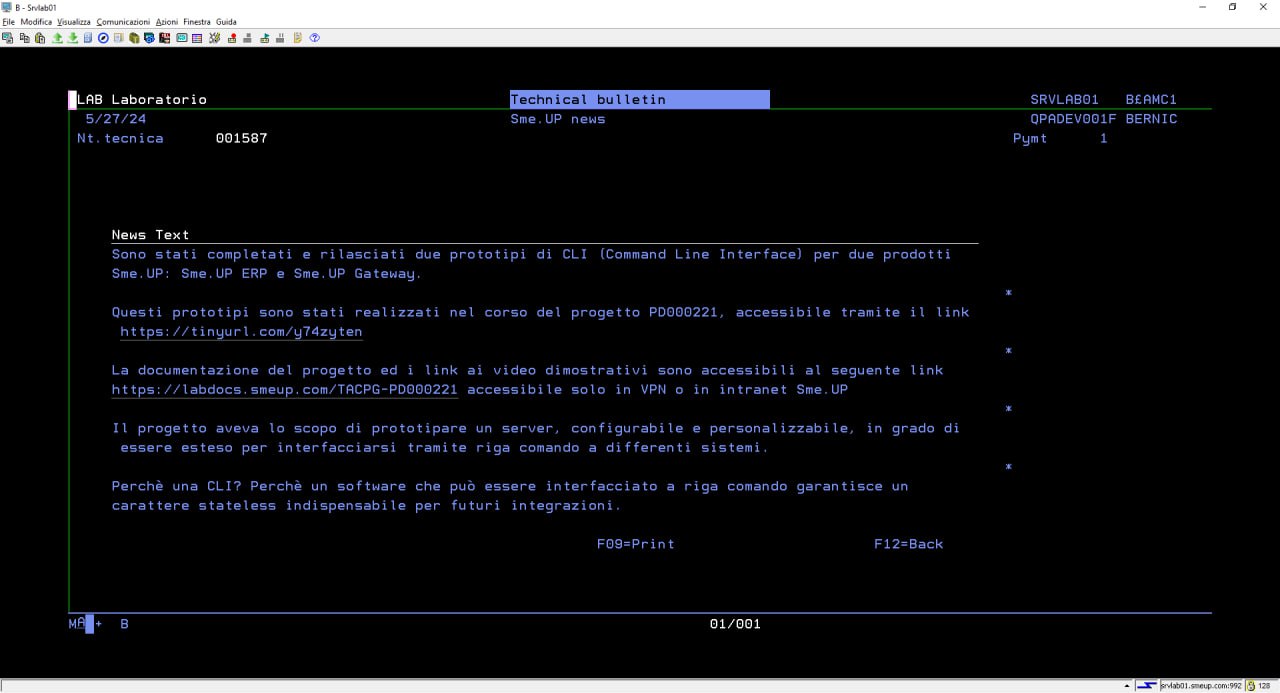 B - Srvlab01
File Modifica Visualizza Comunicazioni Azioni Finestra Guida
LAB Laboratorio Technical bulletin SRVLAB01 B£AMC1
5/27/24 Sme.UP news QPADEV001F BERNIC
Nt.tecnica 001587 Pymt 1
News Text
Sono stati completati e rilasciati due prototipi di CLI (Command Line Interface) per due prodotti
Sme.UP: Sme.UP ERP e Sme.UP Gateway.
*
Questi prototipi sono stati realizzati nel corso del progetto PD000221, accessibile tramite il link
https://tinyurl.com/y74zyten
*
La documentazione del progetto ed i link ai video dimostrativi sono accessibili al seguente link
https://labdocs.smeup.com/TACPG-PD000221 accessibile solo in VPN o in intranet Sme.UP
*
Il progetto aveva lo scopo di prototipare un server, configurabile e personalizzabile, in grado di
essere esteso per interfacciarsi tramite riga comando a differenti sistemi.
*
Perchè una CLI? Perchè un software che può essere interfacciato a riga comando garantisce un
carattere stateless indispensabile per futuri integrazioni.
F09=Print F12=Back
MA + B 01/001
srvlab01.smeup.com:992 128